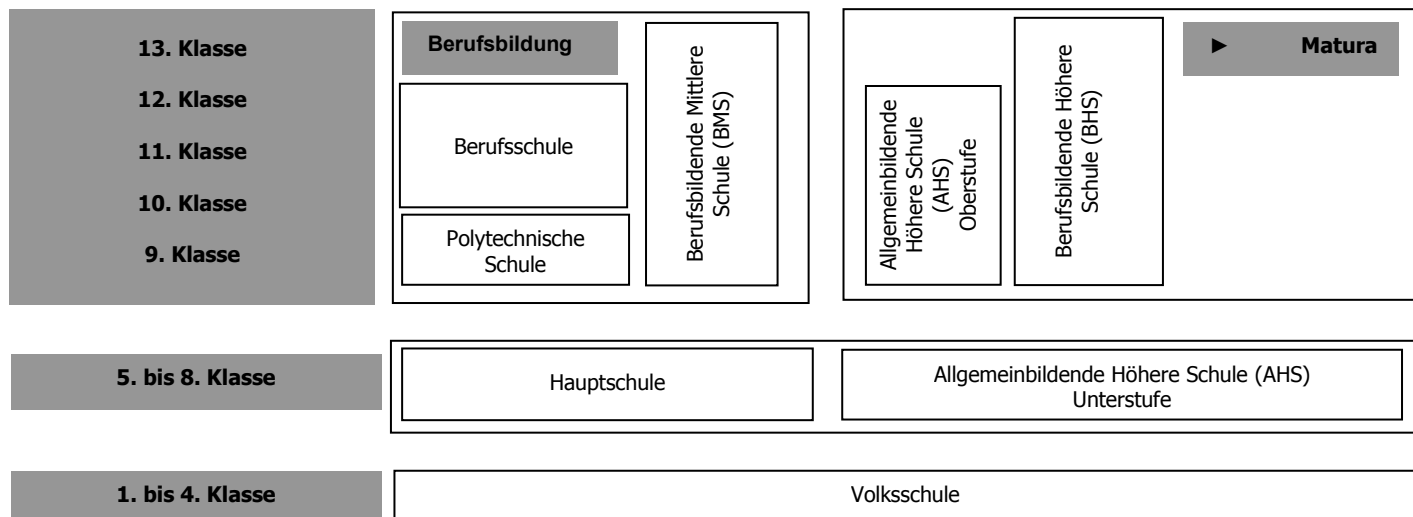 13. Klasse
12. Klasse
11. Klasse
10. Klasse
9. Klasse
Berufsbildung
Berufsschule
Polytechnische
Schule
Berufsbildende Mittlere
Schule (BMS)
Allgemeinbildende
Höhere Schule
(AHS)
Oberstufe
Berufsbildende Höhere
Schule (BHS)
► Matura
5. bis 8. Klasse
Hauptschule
Allgemeinbildende Höhere Schule (AHS)
Unterstufe
1. bis 4. Klasse
Volksschule